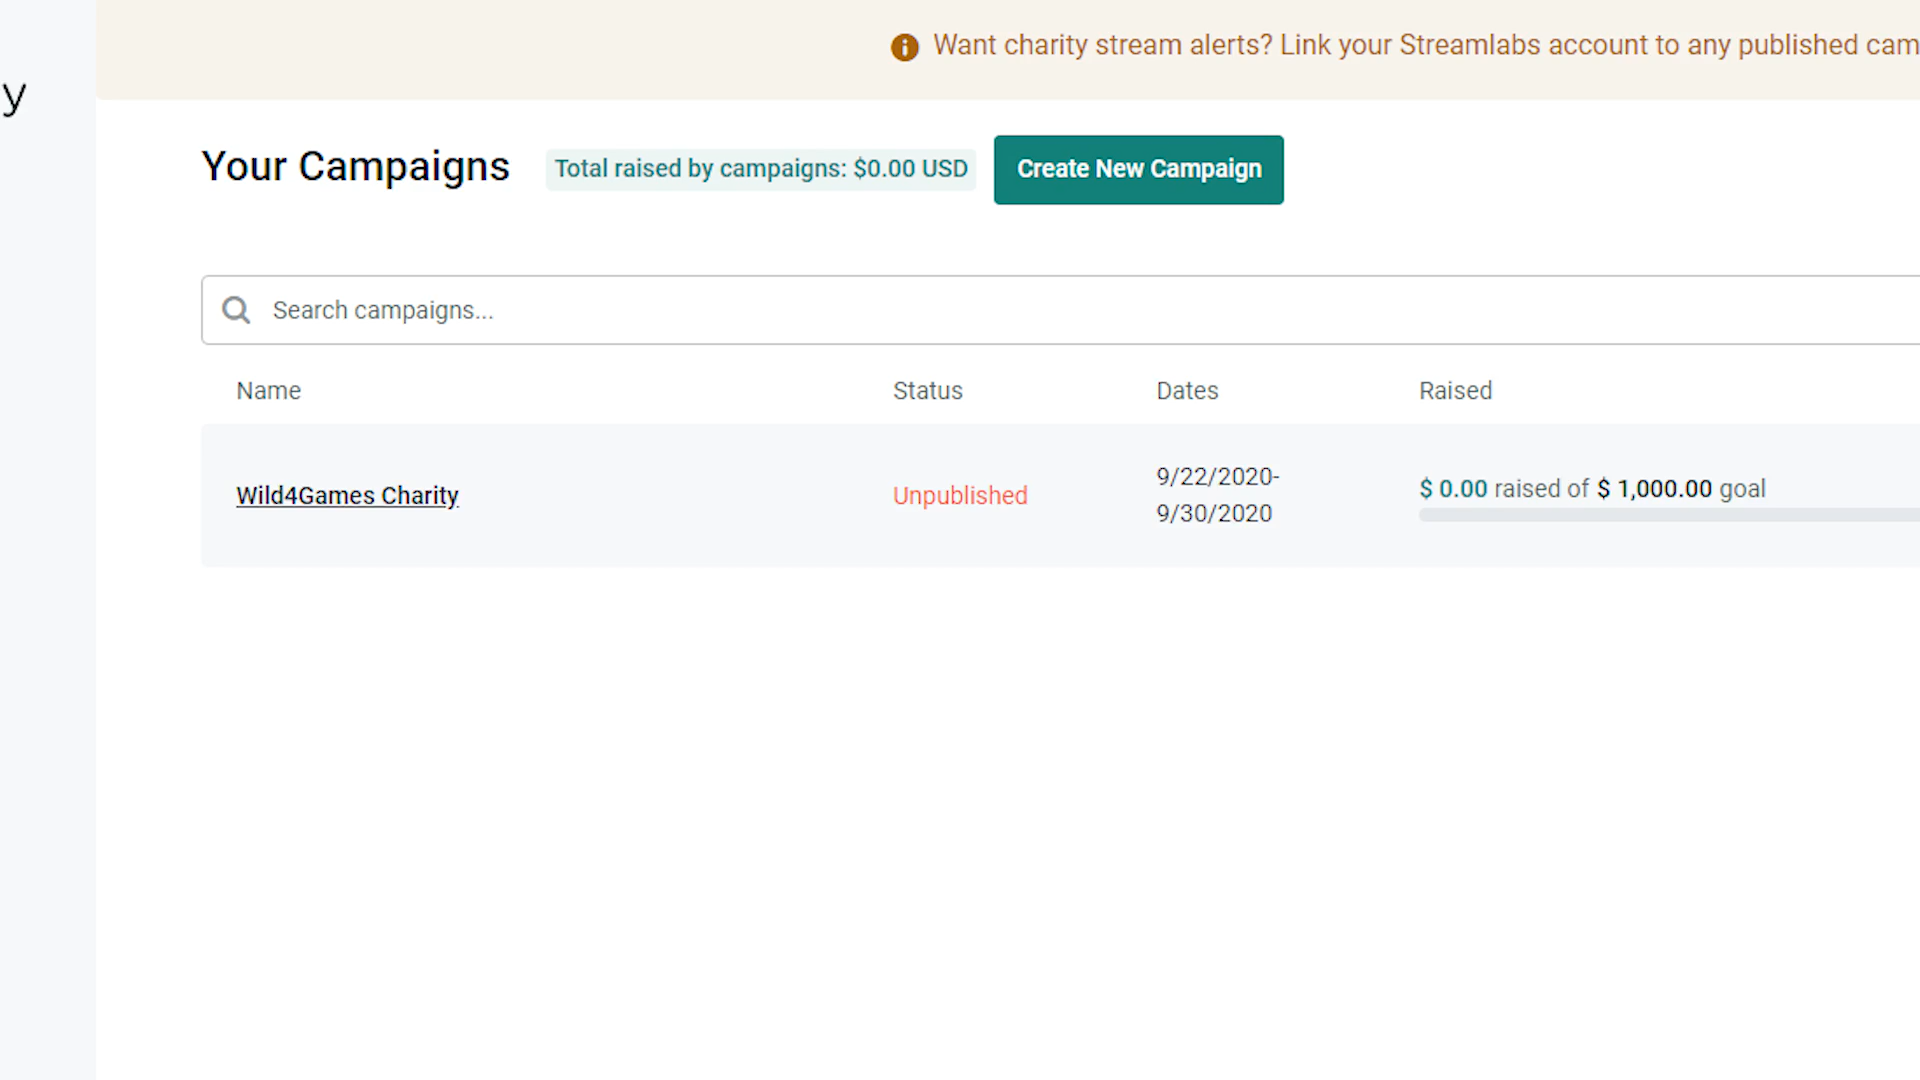 Want charity stream alerts? Link your Streamlabs account to any published cam
y
Your Campaigns
Total raised by campaigns: $0.00 USD
Create New Campaign
Search campaigns...
Name Status Dates Raised
Wild4Games Charity
Unpublished
9/22/2020-
9/30/2020
$ 0.00 raised of $ 1,000.00 goal